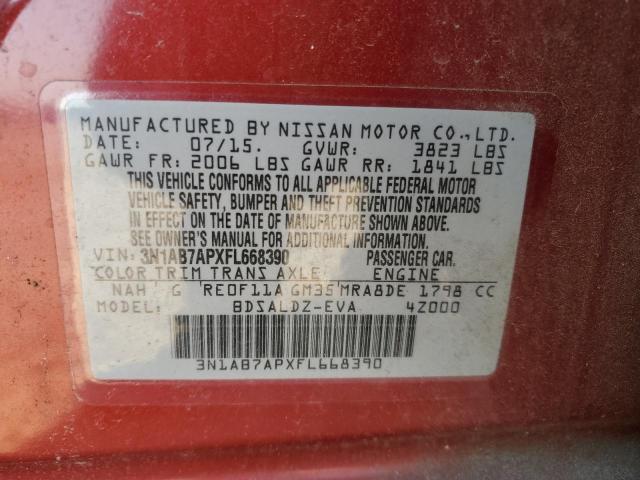 MANUFACTURED BY NISSAN MOTOR CO., LTD.
DATE: 07/15. GVWR: 3823 LBS
GAWR FR: 2006 LBS GAWR RR: 1841 LBS
THIS VEHICLE CONFORMS TO ALL APPLICABLE FEDERAL MOTOR
VEHICLE SAFETY, BUMPER AND THEFT PREVENTION STANDARDS
IN EFFECT ON THE DATE OF MANUFACTURE SHOWN ABOVE.
SEE OWNER'S MANUAL FOR ADDITIONAL INFORMATION.
VIN: 3N1AB7APXFL668390 PASSENGER CAR.
COLOR TRIM TRANS AXLE ENGINE
NAH G RE0F11A GM35 MRA8DE 1798 CC
MODEL: BDSALDZ-EVA 4Z000
3N1AB7APXFL668390